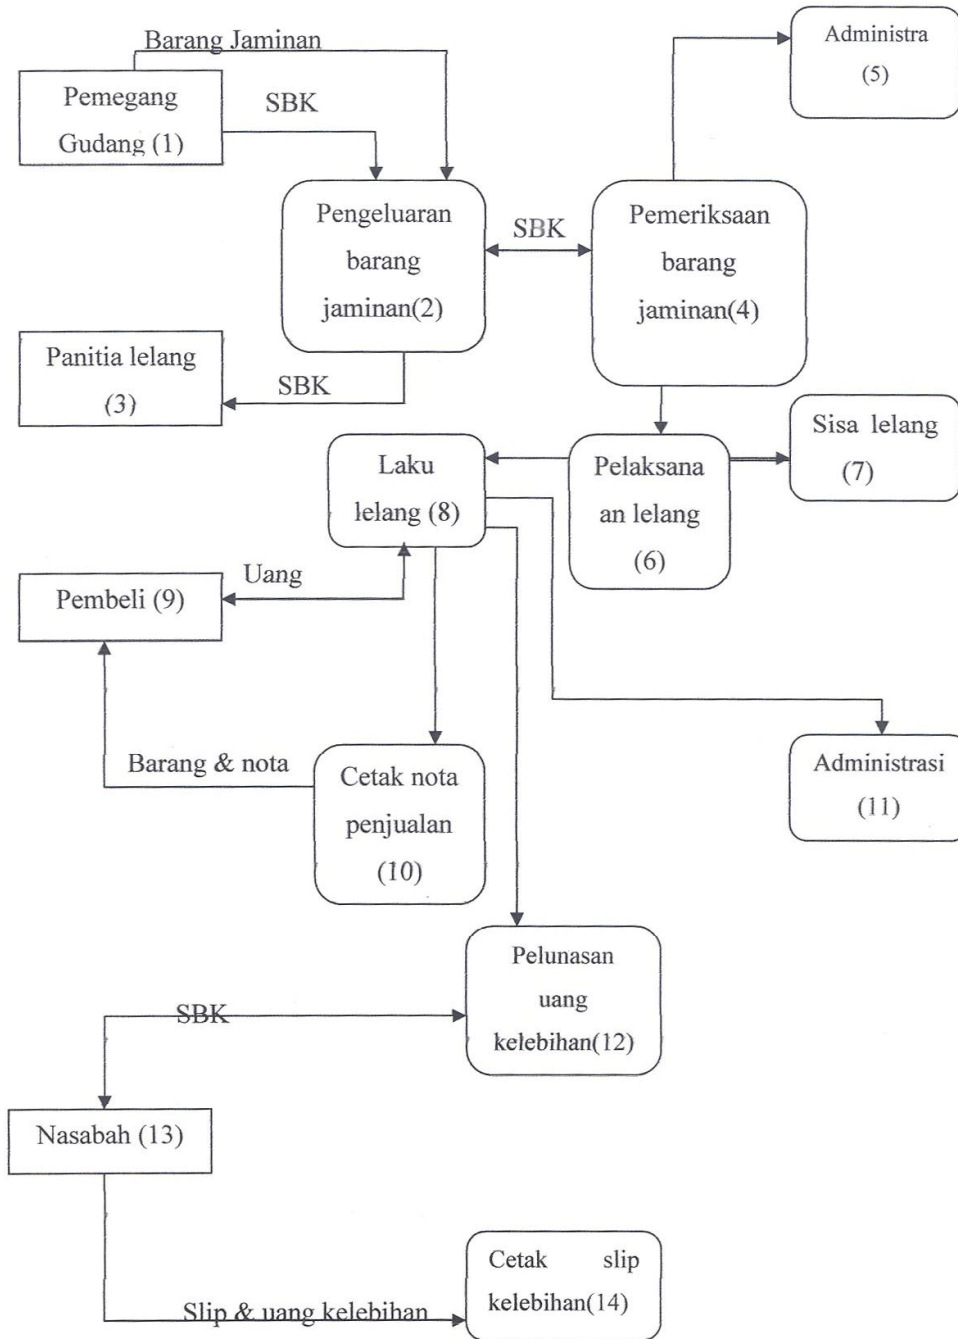 Barang Jaminan
Pemegang
Gudang (1)
SBK
Administra
(5)
Pengeluaran
barang
jaminan(2)
SBK
Pemeriksaan
barang
jaminan(4)
Panitia lelang
(3)
SBK
Laku
lelang (8)
Pelaksana
an lelang
(6)
Sisa lelang
(7)
Uang
Pembeli (9)
Barang & nota
Cetak nota
penjualan
(10)
Administrasi
(11)
Pelunasan
uang
kelebihan(12)
SBK
Nasabah (13)
Cetak slip
kelebihan(14)
Slip & uang kelebihan